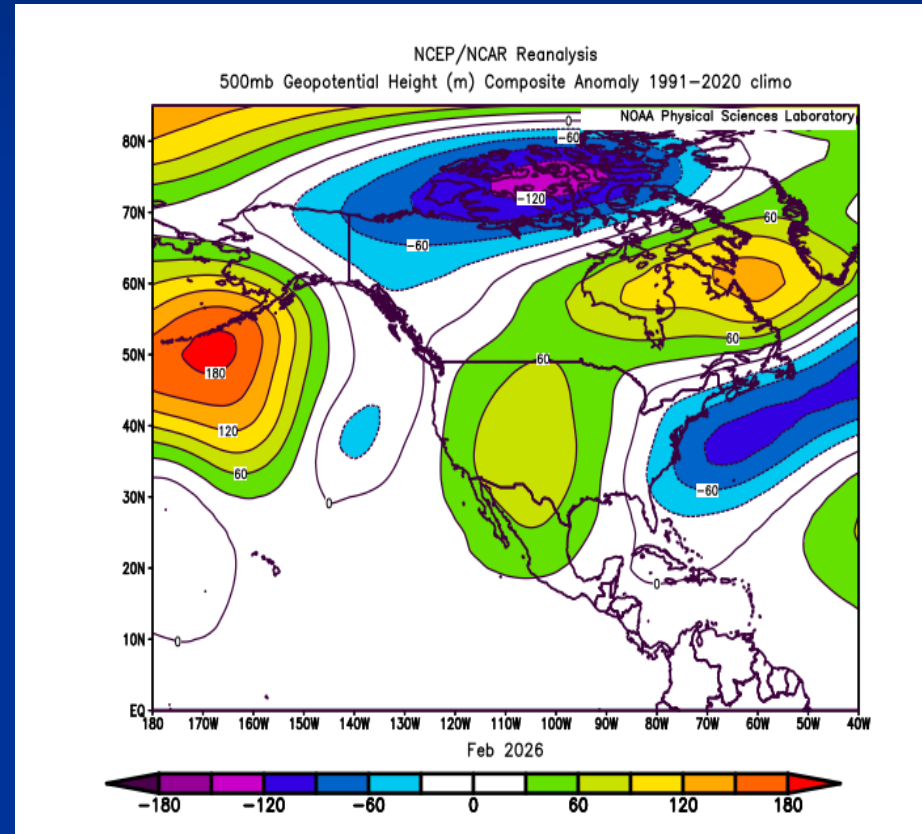 NCEP/NCAR Reanalysis
500mb Geopotential Height (m) Composite Anomaly 1991-2020 climo
NOAA Physical Sciences Laboratory
0
80N
-60
-120
70N
60
-60
60N
60
50N
60
180
40N
120
60
30N
-60
0
20N
0
10N
0
EQ
180 170W 160W 150W 140W 130W 120W 110W 100W 90W 80W 70W 60W 50W 40W
Feb 2026
-180 -120 -60 0 60 120 180